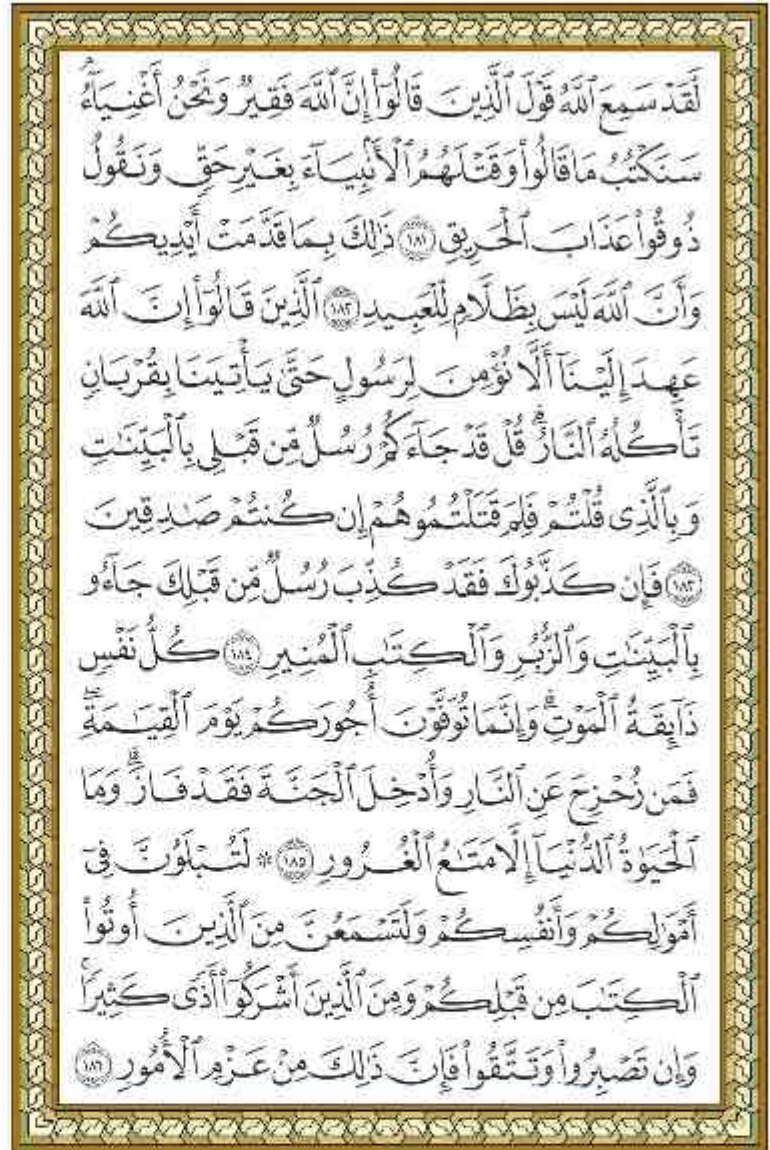 لَّقَدْ سَمِعَ ٱللَّهُ قَوْلَ ٱلَّذِينَ قَالُوٓا۟ إِنَّ ٱللَّهَ فَقِيرٌ وَنَحْنُ أَغْنِيَآءُ ۘ
سَنَكْتُبُ مَا قَالُوا۟ وَقَتْلَهُمُ ٱلْأَنۢبِيَآءَ بِغَيْرِ حَقٍّ وَنَقُولُ
ذُوقُوا۟ عَذَابَ ٱلْحَرِيقِ ١٨١ ذَٰلِكَ بِمَا قَدَّمَتْ أَيْدِيكُمْ
وَأَنَّ ٱللَّهَ لَيْسَ بِظَلَّامٍ لِّلْعَبِيدِ ١٨٢ ٱلَّذِينَ قَالُوٓا۟ إِنَّ ٱللَّهَ
عَهِدَ إِلَيْنَآ أَلَّا نُؤْمِنَ لِرَسُولٍ حَتَّىٰ يَأْتِيَنَا بِقُرْبَانٍ
تَأْكُلُهُ ٱلنَّارُ ۗ قُلْ قَدْ جَآءَكُمْ رُسُلٌ مِّن قَبْلِى بِٱلْبَيِّنَٰتِ
وَبِٱلَّذِى قُلْتُمْ فَلِمَ قَتَلْتُمُوهُمْ إِن كُنتُمْ صَٰدِقِينَ
١٨٣ فَإِن كَذَّبُوكَ فَقَدْ كُذِّبَ رُسُلٌ مِّن قَبْلِكَ جَآءُو
بِٱلْبَيِّنَٰتِ وَٱلزُّبُرِ وَٱلْكِتَٰبِ ٱلْمُنِيرِ ١٨٤ كُلُّ نَفْسٍ
ذَآئِقَةُ ٱلْمَوْتِ ۗ وَإِنَّمَا تُوَفَّوْنَ أُجُورَكُمْ يَوْمَ ٱلْقِيَٰمَةِ ۖ
فَمَن زُحْزِحَ عَنِ ٱلنَّارِ وَأُدْخِلَ ٱلْجَنَّةَ فَقَدْ فَازَ ۗ وَمَا
ٱلْحَيَوٰةُ ٱلدُّنْيَآ إِلَّا مَتَٰعُ ٱلْغُرُورِ ١٨٥ * لَتُبْلَوُنَّ فِىٓ
أَمْوَٰلِكُمْ وَأَنفُسِكُمْ وَلَتَسْمَعُنَّ مِنَ ٱلَّذِينَ أُوتُوا۟
ٱلْكِتَٰبَ مِن قَبْلِكُمْ وَمِنَ ٱلَّذِينَ أَشْرَكُوٓا۟ أَذًى كَثِيرًا ۚ
وَإِن تَصْبِرُوا۟ وَتَتَّقُوا۟ فَإِنَّ ذَٰلِكَ مِنْ عَزْمِ ٱلْأُمُورِ ١٨٦